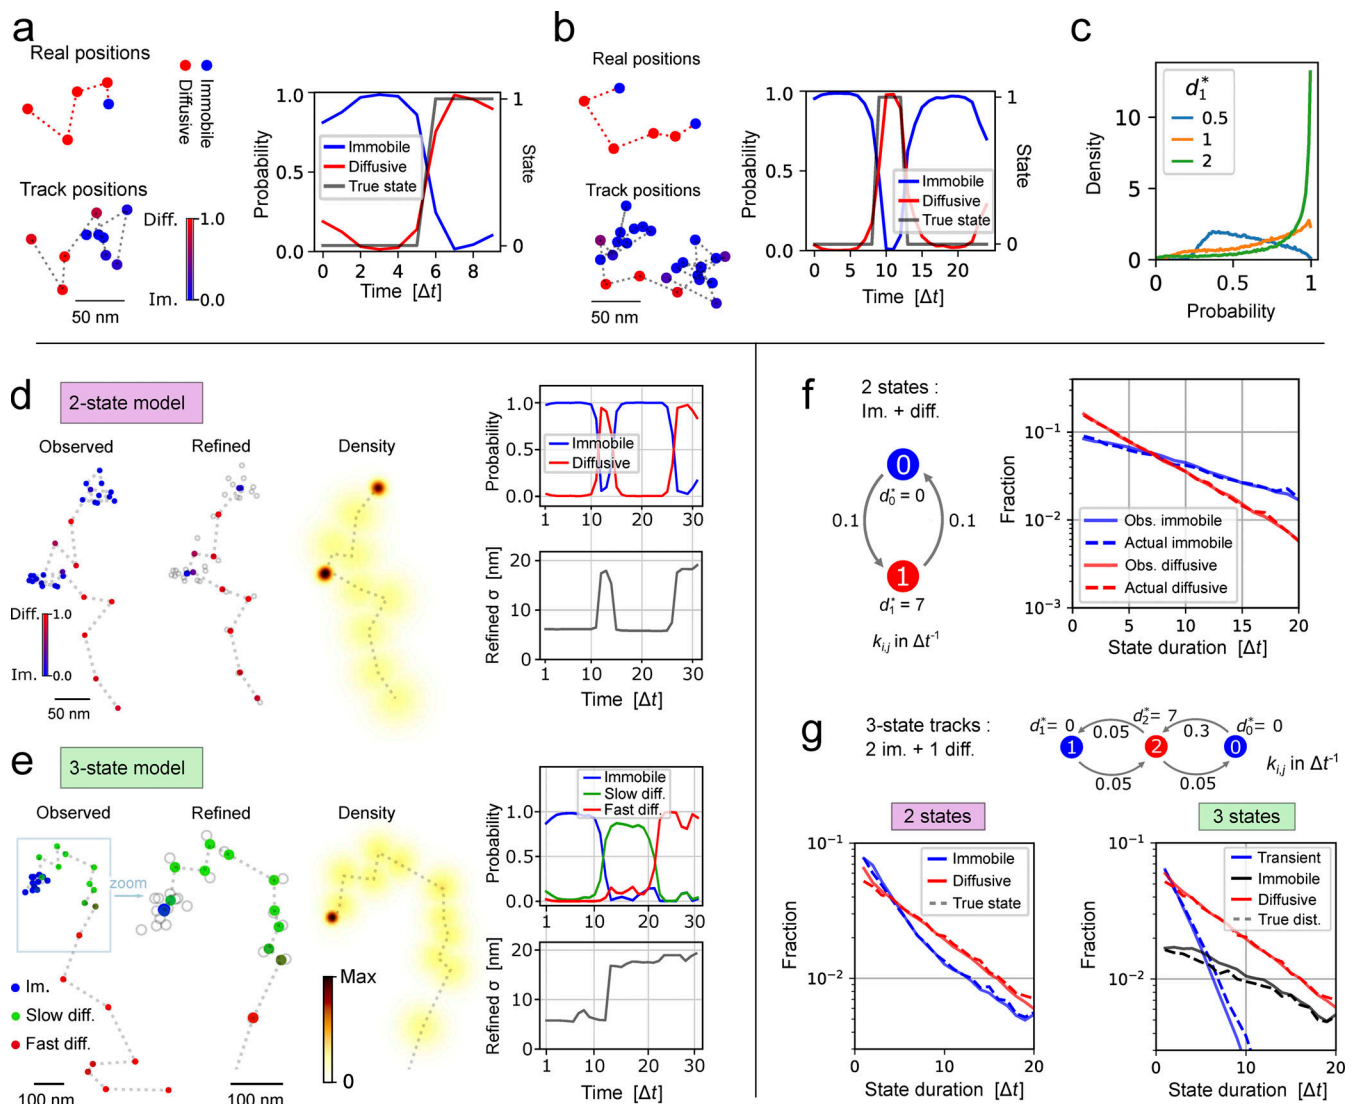 a
Real positions
Diffusive
Immobile
Track positions
Diff.
1.0
Im.
0.0
50 nm
Probability
1.0
0.5
0.0
Immobile
Diffusive
True state
1
0
State
0 2 4 6 8
Time [Δt]
b
Real positions
Track positions
50 nm
Probability
1.0
0.5
0.0
Immobile
Diffusive
True state
1
0
State
0 5 10 15 20
Time [Δt]
c
d₁*
0.5
1
2
Density
10
5
0
0 0.5 1
Probability
d
2-state model
Observed
Refined
Density
Diff.
1.0
Im.
0.0
50 nm
Probability
1.0
0.5
0.0
Immobile
Diffusive
1 10 20 30
Refined σ [nm]
20
10
0
1 10 20 30
Time [Δt]
e
3-state model
Observed
Refined
Density
zoom
Im.
Slow diff.
Fast diff.
100 nm
100 nm
Max
0
Immobile
Slow diff.
Fast diff.
Probability
1.0
0.5
0.0
1 10 20 30
Refined σ [nm]
20
10
0
1 10 20 30
Time [Δt]
f
2 states :
Im. + diff.
0
d₀* = 0
0.1
0.1
1
d₁* = 7
kᵢ,ⱼ in Δt⁻¹
Fraction
10⁻¹
10⁻²
10⁻³
Obs. immobile
Actual immobile
Obs. diffusive
Actual diffusive
0 5 10 15 20
State duration [Δt]
g
3-state tracks :
2 im. + 1 diff.
d₁* = 0
d₂* = 7
d₀* = 0
0.05
0.3
1
2
0
0.05
0.05
kᵢ,ⱼ in Δt⁻¹
2 states
Fraction
10⁻¹
10⁻²
Immobile
Diffusive
True state
0 10 20
State duration [Δt]
3 states
Fraction
10⁻¹
10⁻²
Transient
Immobile
Diffusive
True dist.
0 10 20
State duration [Δt]